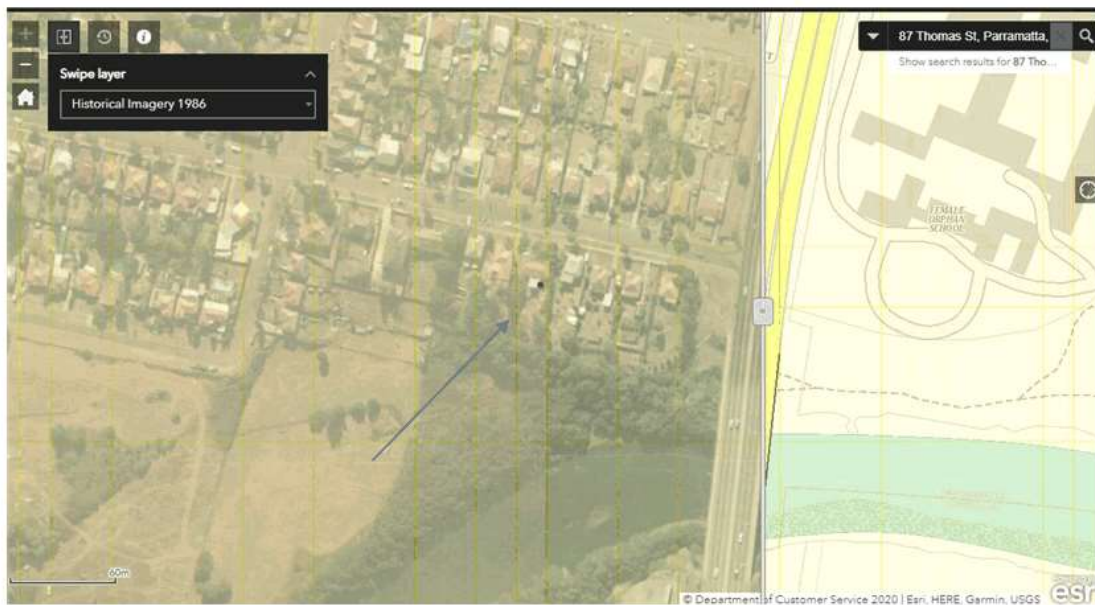 87 Thomas St, Parramatta,
Show search results for 87 Tho...
Swipe layer
Historical Imagery 1986
FEMALE
ORPHAN
SCHOOL
60m
© Department of Customer Service 2020 | Esri, HERE, Garmin, USGS
esri